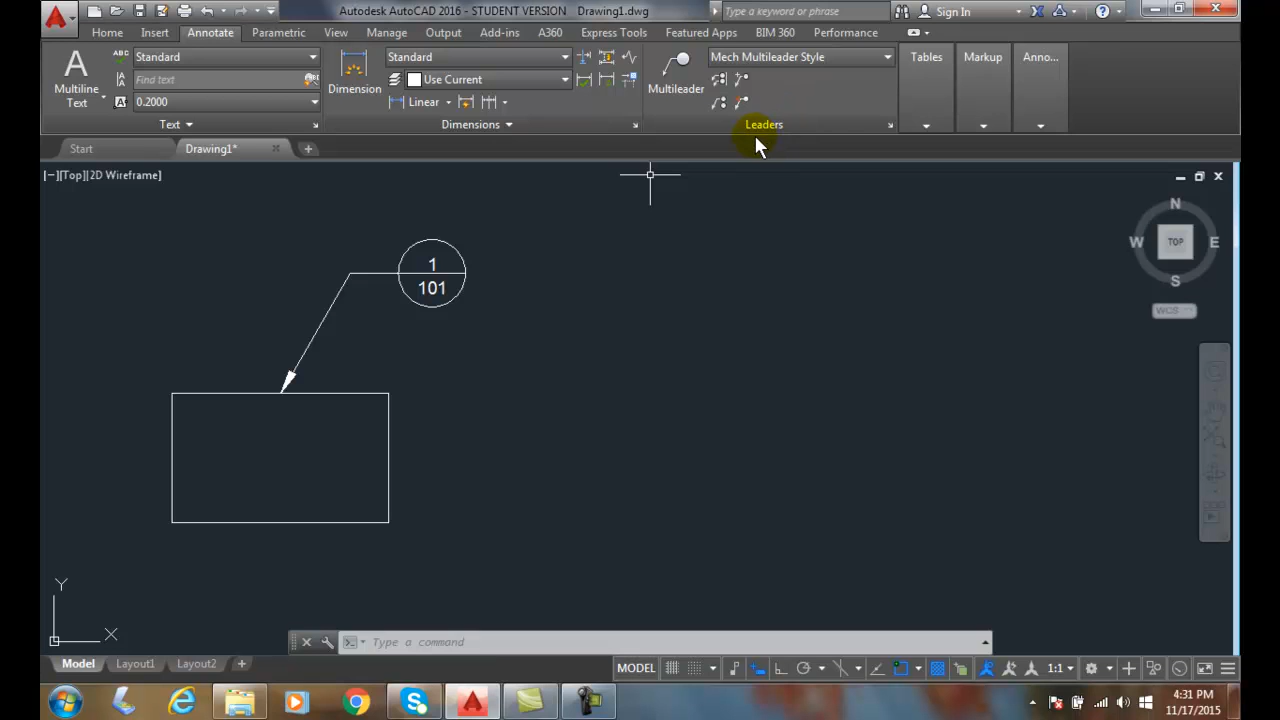 Autodesk AutoCAD 2016 - STUDENT VERSION Drawing1.dwg
Type a keyword or phrase
Sign In
Home Insert Annotate Parametric View Manage Output Add-ins A360 Express Tools Featured Apps BIM 360 Performance
A
Multiline
Text
ABC
Standard
Find text
0.2000
Text
Dimension
Standard
Use Current
Linear
Dimensions
Multileader
Mech Multileader Style
Leaders
Tables
Markup
Anno...
Start
Drawing1*
[−][Top][2D Wireframe]
N
W
TOP
E
S
WCS
1
101
Y
X
Type a command
Model Layout1 Layout2
MODEL
1:1
4:31 PM
11/17/2015